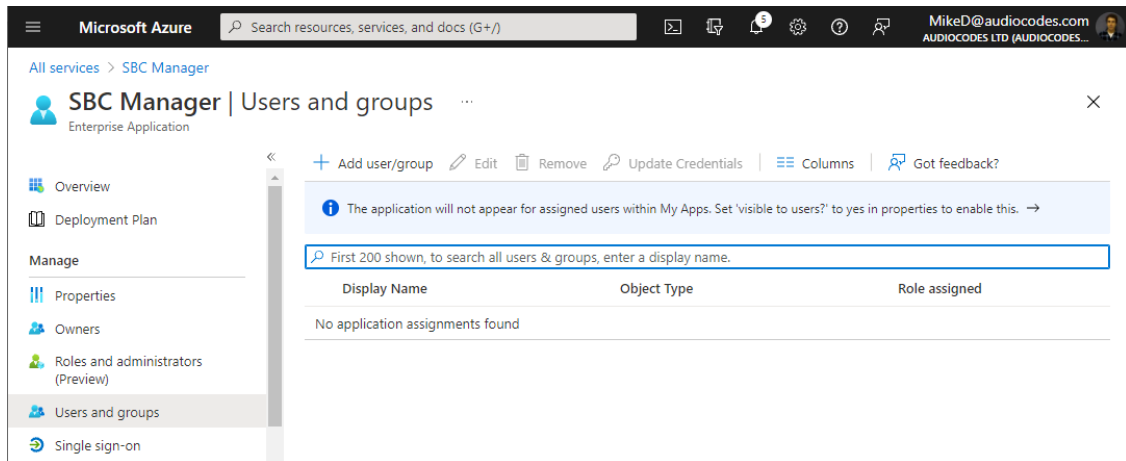 Microsoft Azure
Search resources, services, and docs (G+/)
5
MikeD@audiocodes.com
AUDIOCODES LTD (AUDIOCODES...
All services > SBC Manager
SBC Manager | Users and groups ...
Enterprise Application
Add user/group Edit Remove Update Credentials Columns Got feedback?
Overview
Deployment Plan
Manage
Properties
Owners
Roles and administrators
(Preview)
Users and groups
Single sign-on
The application will not appear for assigned users within My Apps. Set 'visible to users?' to yes in properties to enable this. →
First 200 shown, to search all users & groups, enter a display name.
Display Name Object Type Role assigned
No application assignments found